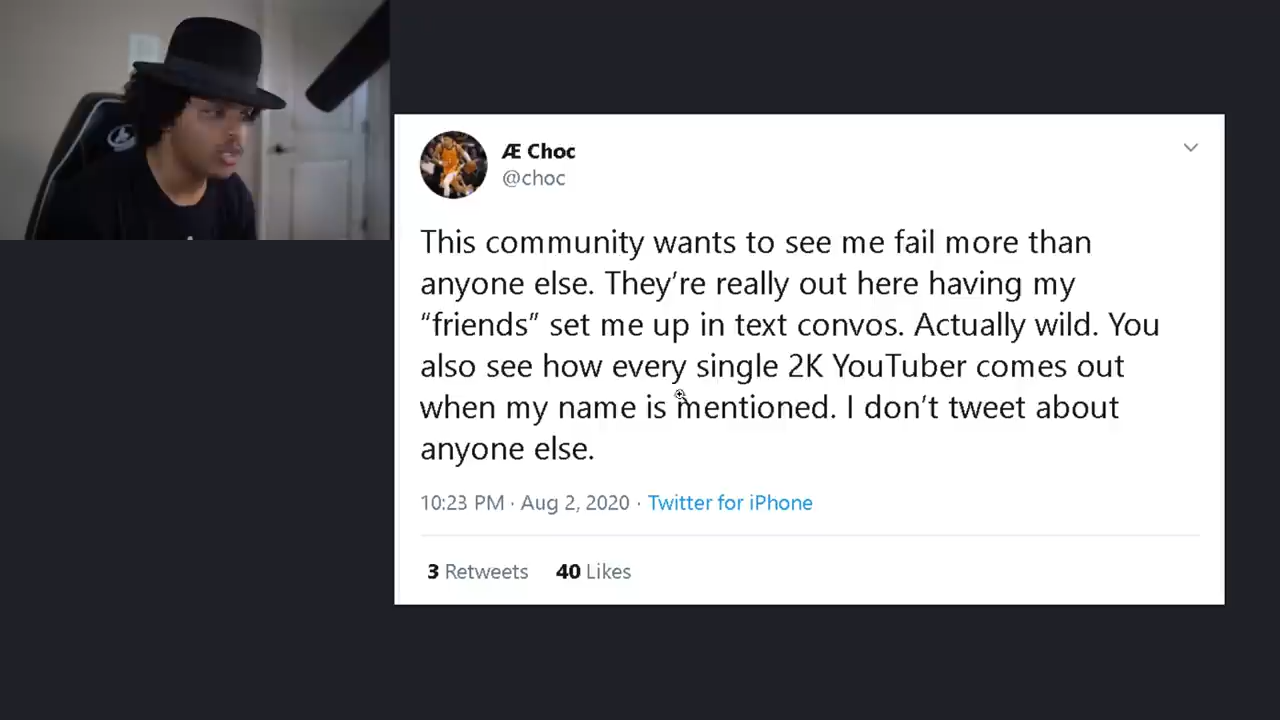 Æ Choc
@choc
This community wants to see me fail more than
anyone else. They’re really out here having my
“friends” set me up in text convos. Actually wild. You
also see how every single 2K YouTuber comes out
when my name is mentioned. I don’t tweet about
anyone else.
10:23 PM · Aug 2, 2020 · Twitter for iPhone
3 Retweets 40 Likes